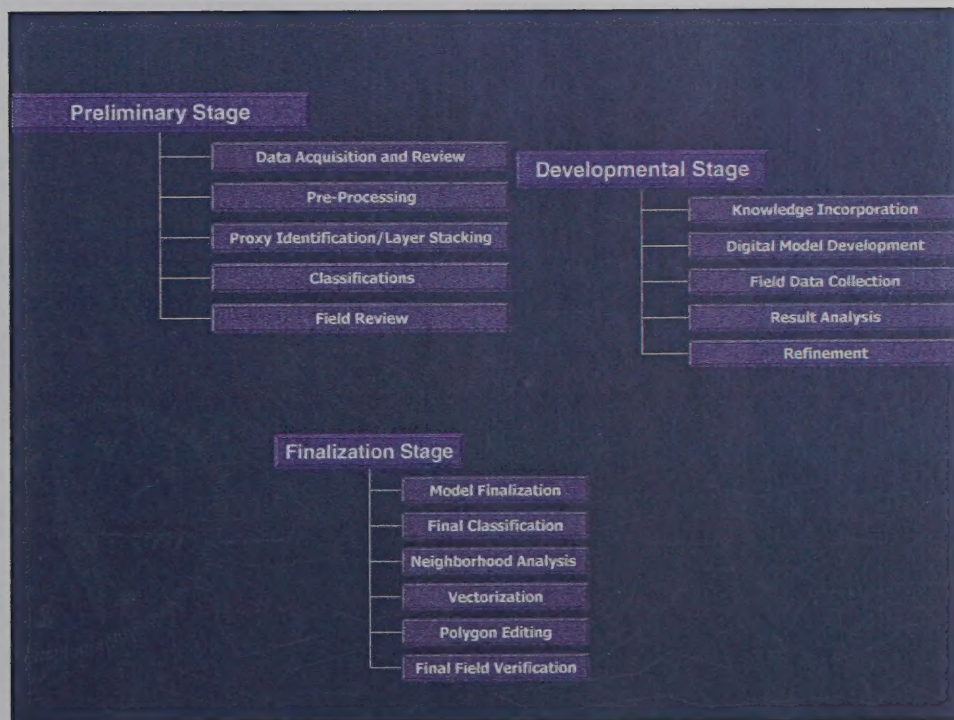 Preliminary Stage
Data Acquisition and Review
Pre-Processing
Proxy Identification/Layer Stacking
Classifications
Field Review
Developmental Stage
Knowledge Incorporation
Digital Model Development
Field Data Collection
Result Analysis
Refinement
Finalization Stage
Model Finalization
Final Classification
Neighborhood Analysis
Vectorization
Polygon Editing
Final Field Verification